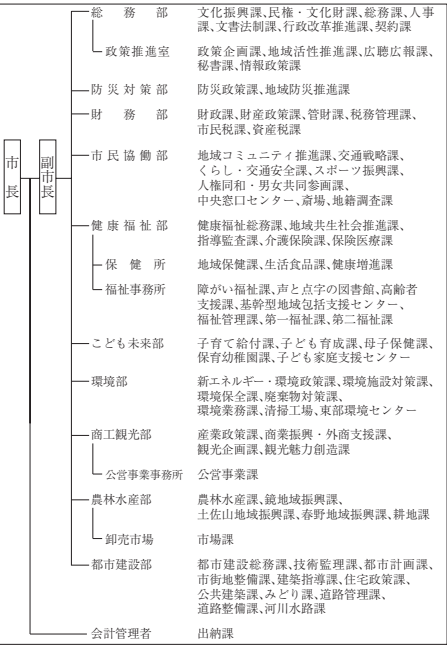 総務部 文化振興課、民権・文化財課、総務課、人事
課、文書法制課、行政改革推進課、契約課
政策推進室 政策企画課、地域活性推進課、広聴広報課、
秘書課、情報政策課
防災対策部 防災政策課、地域防災推進課
財務部 財政課、財産政策課、管財課、税務管理課、
市民税課、資産税課
市長
副市長
市民協働部 地域コミュニティ推進課、交通戦略課、
くらし・交通安全課、スポーツ振興課、
人権同和・男女共同参画課、
中央窓口センター、斎場、地籍調査課
健康福祉部 健康福祉総務課、地域共生社会推進課、
指導監査課、介護保険課、保険医療課
保健所 地域保健課、生活食品課、健康増進課
福祉事務所 障がい福祉課、声と点字の図書館、高齢者
支援課、基幹型地域包括支援センター、
福祉管理課、第一福祉課、第二福祉課
こども未来部 子育て給付課、子ども育成課、母子保健課、
保育幼稚園課、子ども家庭支援センター
環境部 新エネルギー・環境政策課、環境施設対策課、
環境保全課、廃棄物対策課、
環境業務課、清掃工場、東部環境センター
商工観光部 産業政策課、商業振興・外商支援課、
観光企画課、観光魅力創造課
公営事業事務所 公営事業課
農林水産部 農林水産課、鏡地域振興課、
土佐山地域振興課、春野地域振興課、耕地課
卸売市場 市場課
都市建設部 都市建設総務課、技術監理課、都市計画課、
市街地整備課、建築指導課、住宅政策課、
公共建築課、みどり課、道路管理課、
道路整備課、河川水路課
会計管理者 出納課